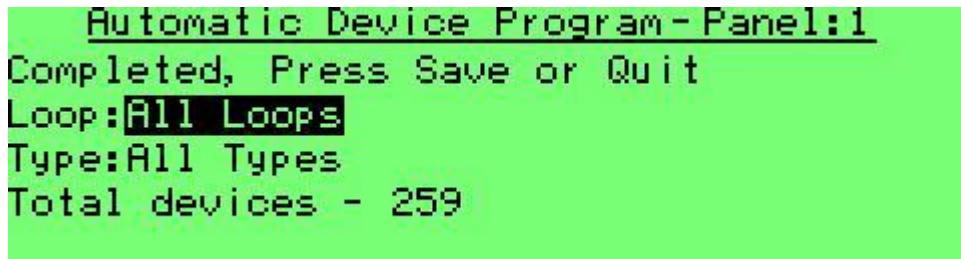 Automatic Device Program-Panel:1
Completed, Press Save or Quit
Loop:All Loops
Type:All Types
Total devices - 259